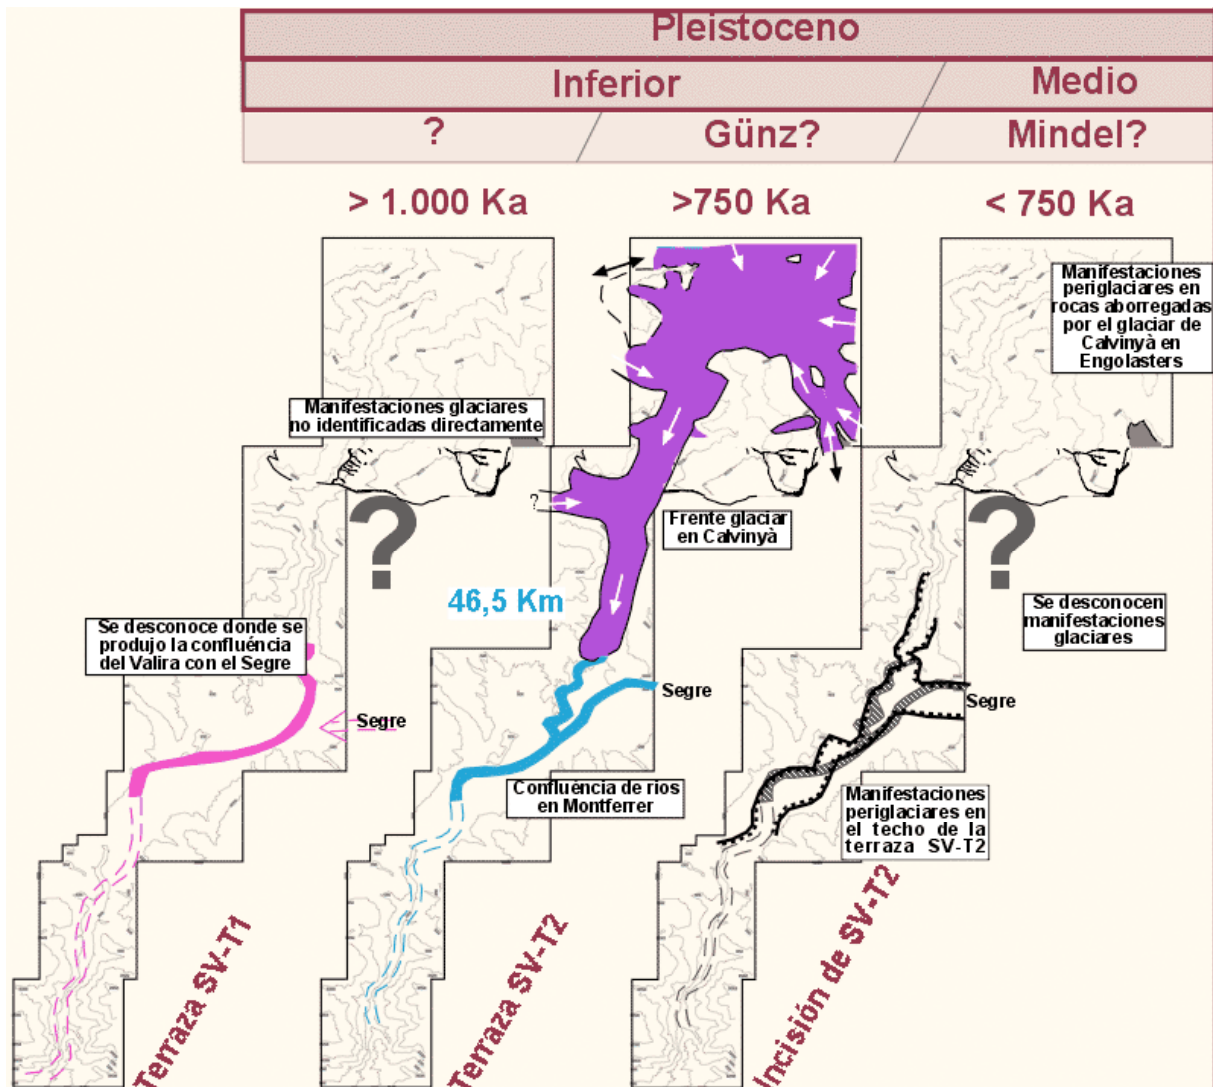 Pleistoceno
Inferior
Medio
?
Günz?
Mindel?
> 1.000 Ka
>750 Ka
< 750 Ka
Manifestaciones glaciares
no identificadas directamente
?
Se desconoce donde se
produjo la confluéncia
del Valira con el Segre
Segre
Terraza SV-T1
?
Frente glaciar
en Calvinyà
46,5 Km
Segre
Confluéncia de rios
en Montferrer
Terraza SV-T2
Manifestaciones
periglaciares en
rocas aborregadas
por el glaciar de
Calvinyà en
Engolasters
?
Se desconocen
manifestaciones
glaciares
Segre
Manifestaciones
periglaciares en
el techo de la
terraza SV-T2
Incisión de SV-T2